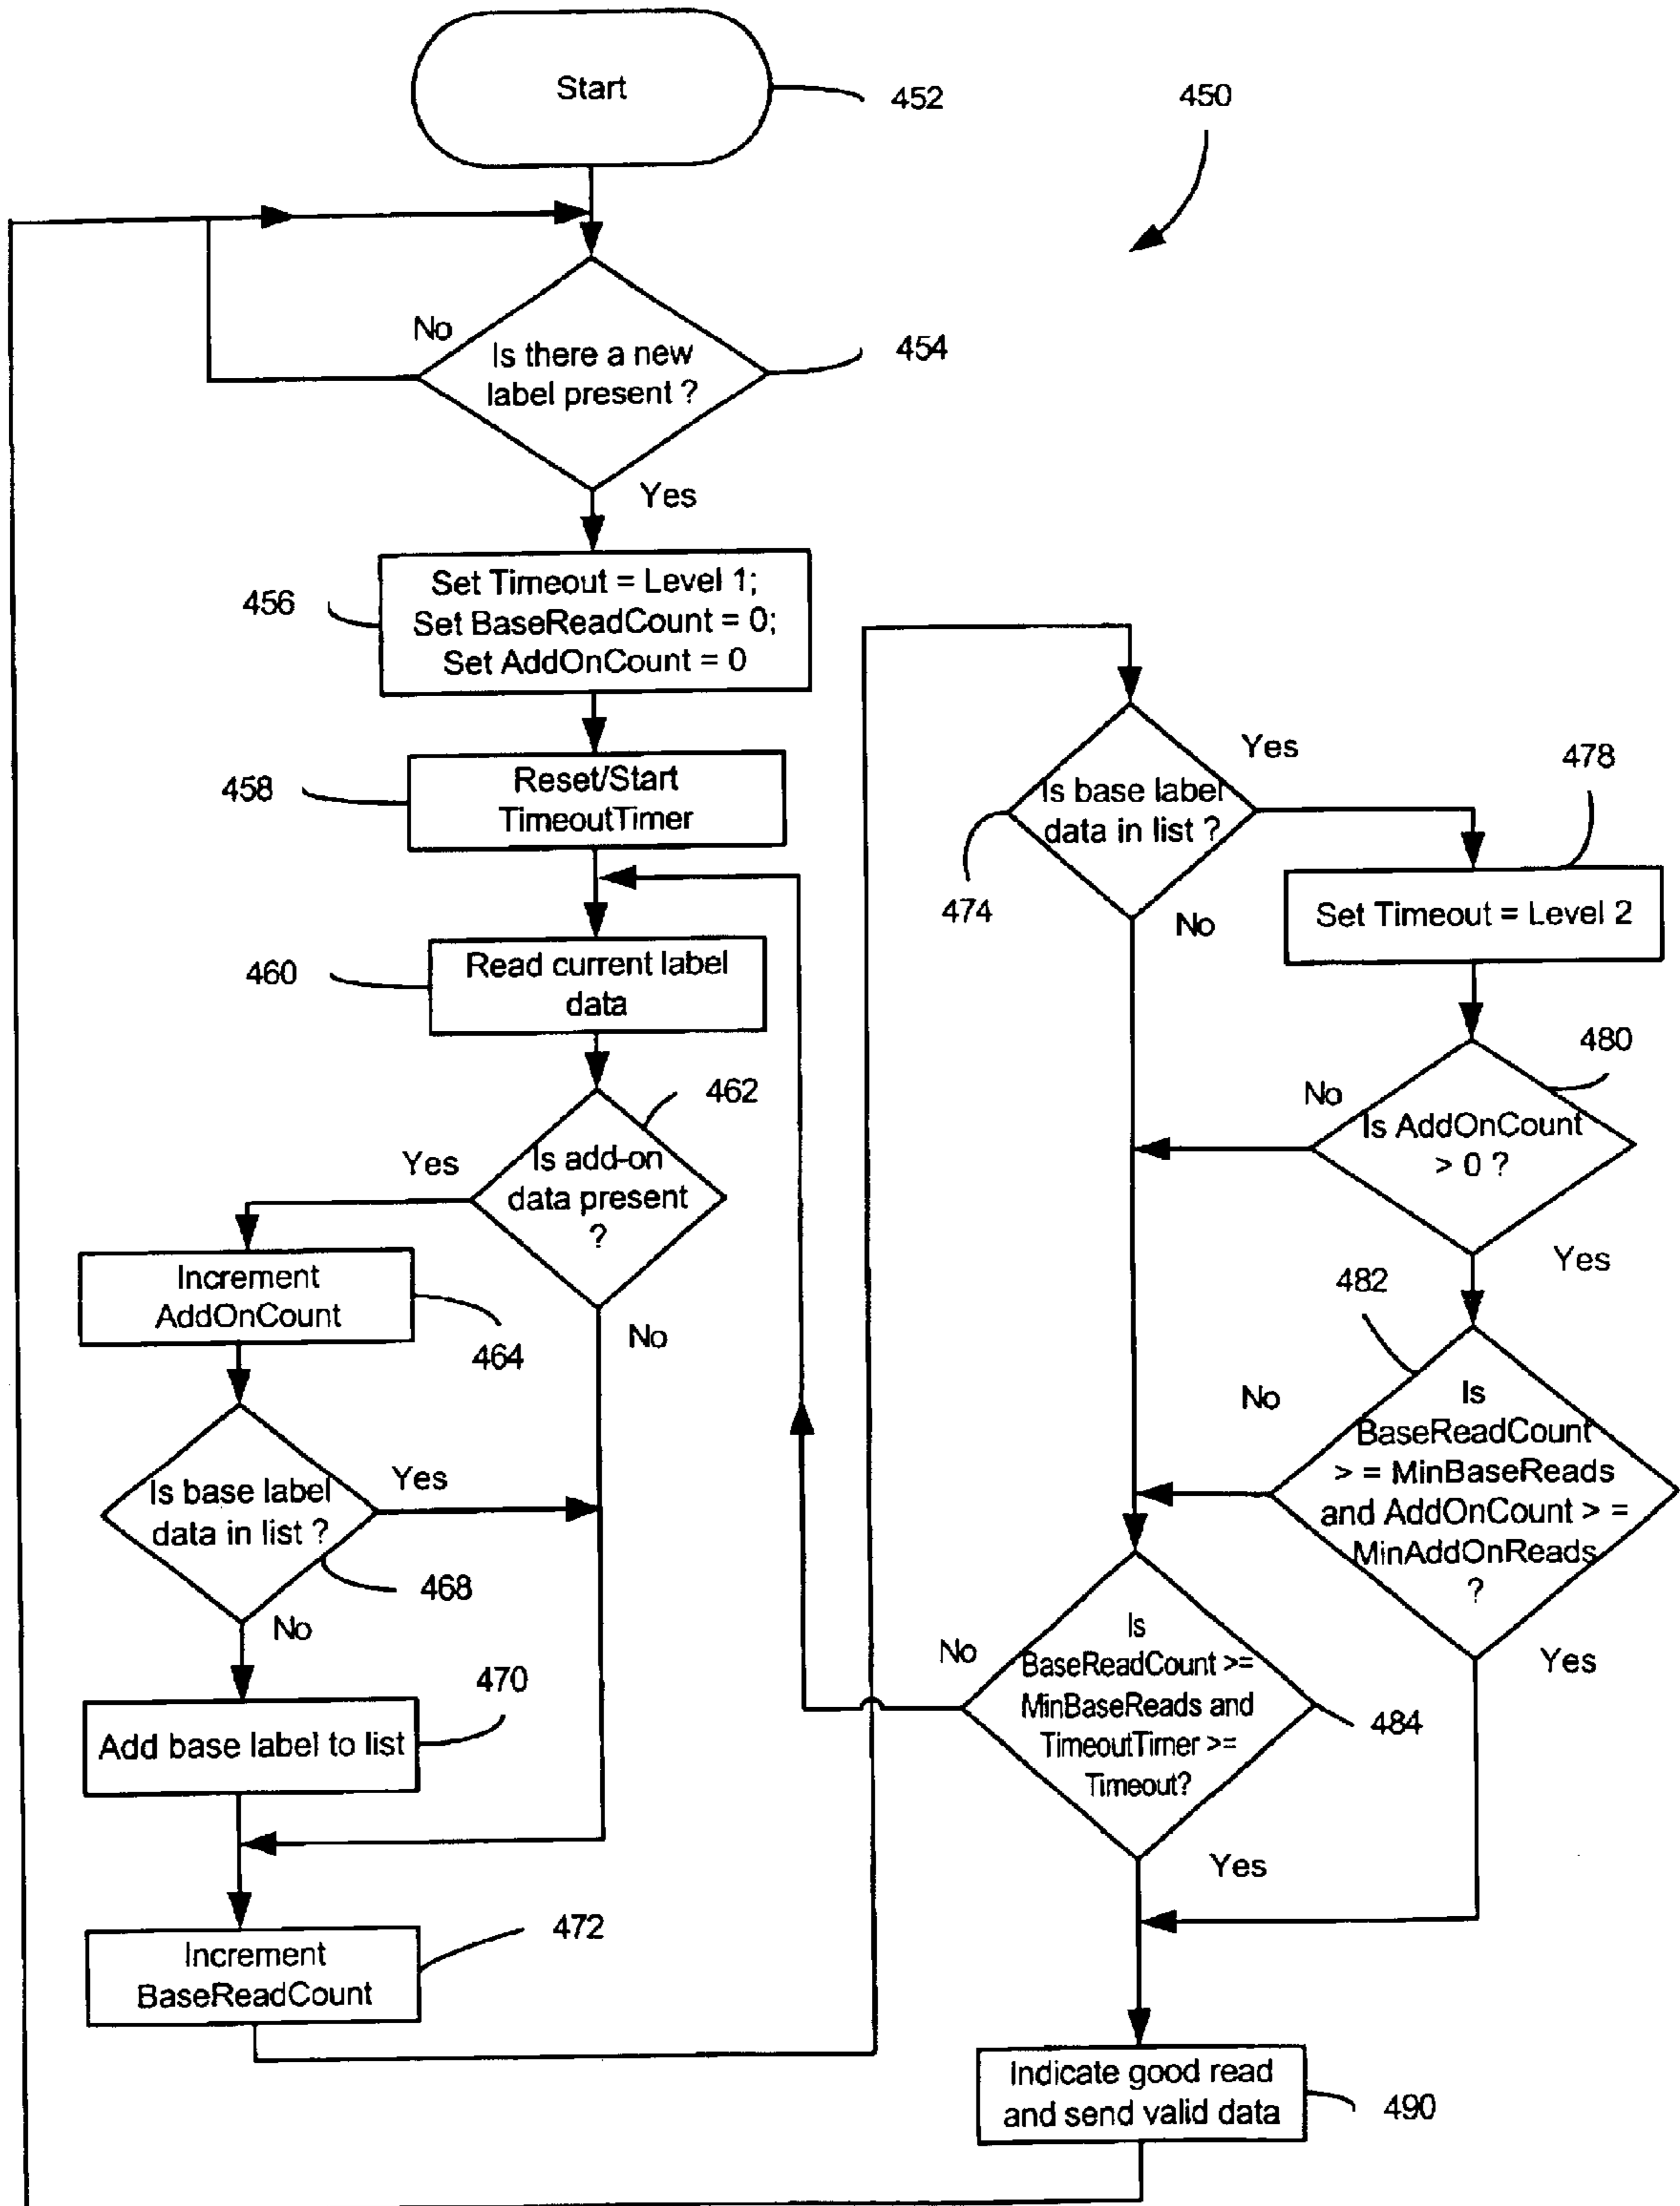 Start
452
450
No
Is there a new
label present ?
454
Yes
456
Set Timeout = Level 1;
Set BaseReadCount = 0;
Set AddOnCount = 0
458
Reset/Start
TimeoutTimer
460
Read current label
data
462
Yes
Is add-on
data present
?
No
Increment
AddOnCount
464
Is base label
data in list ?
Yes
468
No
470
Add base label to list
472
Increment
BaseReadCount
Is base label
data in list ?
Yes
474
No
478
Set Timeout = Level 2
480
No
Is AddOnCount
> 0 ?
Yes
482
No
Is
BaseReadCount
> = MinBaseReads
and AddOnCount > =
MinAddOnReads
?
Yes
No
Is
BaseReadCount >=
MinBaseReads and
TimeoutTimer >=
Timeout?
484
Yes
Indicate good read
and send valid data
490